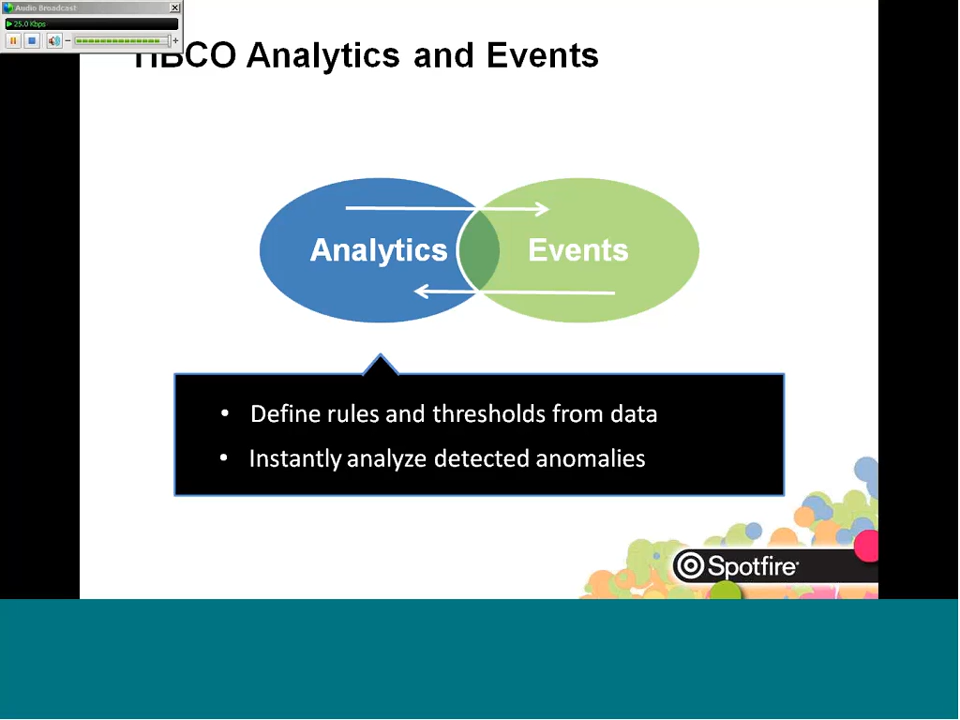 Audio Broadcast
25.0 Kbps
Analytics and Events
Analytics
Events
• Define rules and thresholds from data
• Instantly analyze detected anomalies
Spotfire